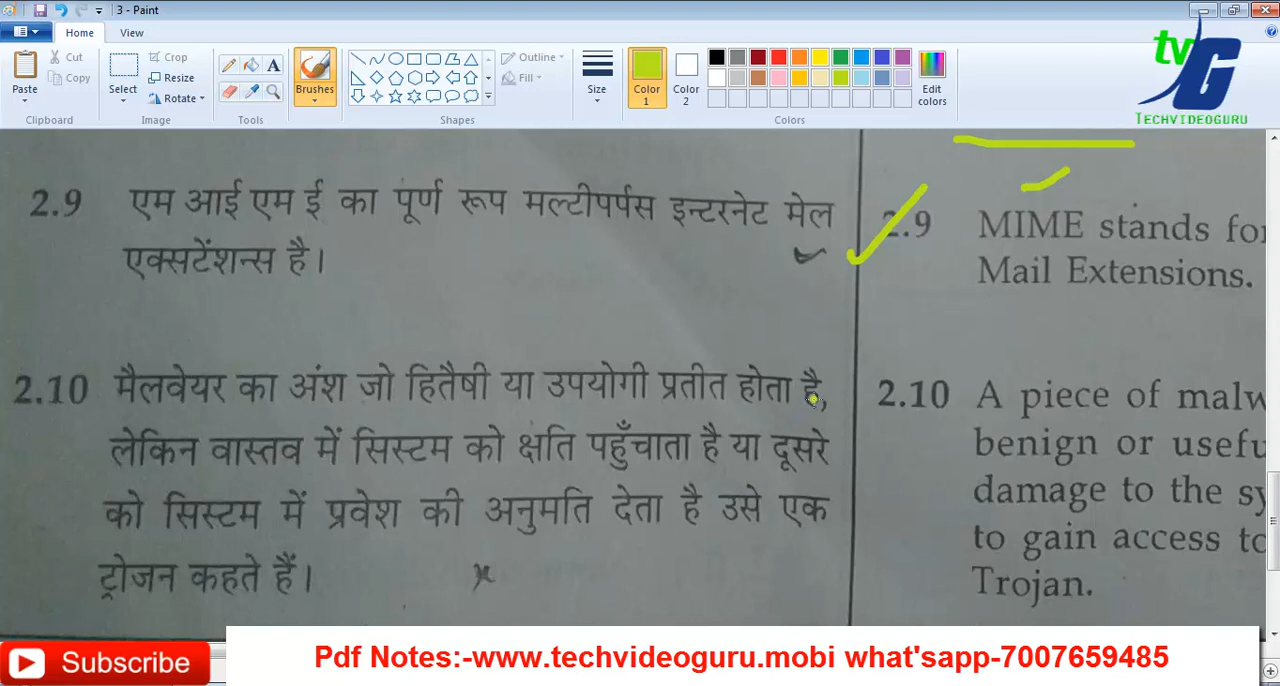 3 - Paint
Home
View
Paste
Cut
Copy
Clipboard
Select
Crop
Resize
Rotate
Image
A
Tools
Brushes
Outline
Fill
Shapes
Size
Color 1
Color 2
Edit colors
Colors
tv G
TECHVIDEOGURU
2.9 एम आई एम ई का पूर्ण रूप मल्टीपर्पस इन्टरनेट मेल
एक्सटेंशन्स है।
2.10 मैलवेयर का अंश जो हितैषी या उपयोगी प्रतीत होता है,
लेकिन वास्तव में सिस्टम को क्षति पहुँचाता है या दूसरे
को सिस्टम में प्रवेश की अनुमति देता है उसे एक
ट्रोजन कहते हैं।
2.9 MIME stands for
Mail Extensions.
2.10 A piece of malw
benign or usefu
damage to the sy
to gain access to
Trojan.
Subscribe
Pdf Notes:-www.techvideoguru.mobi what'sapp-7007659485